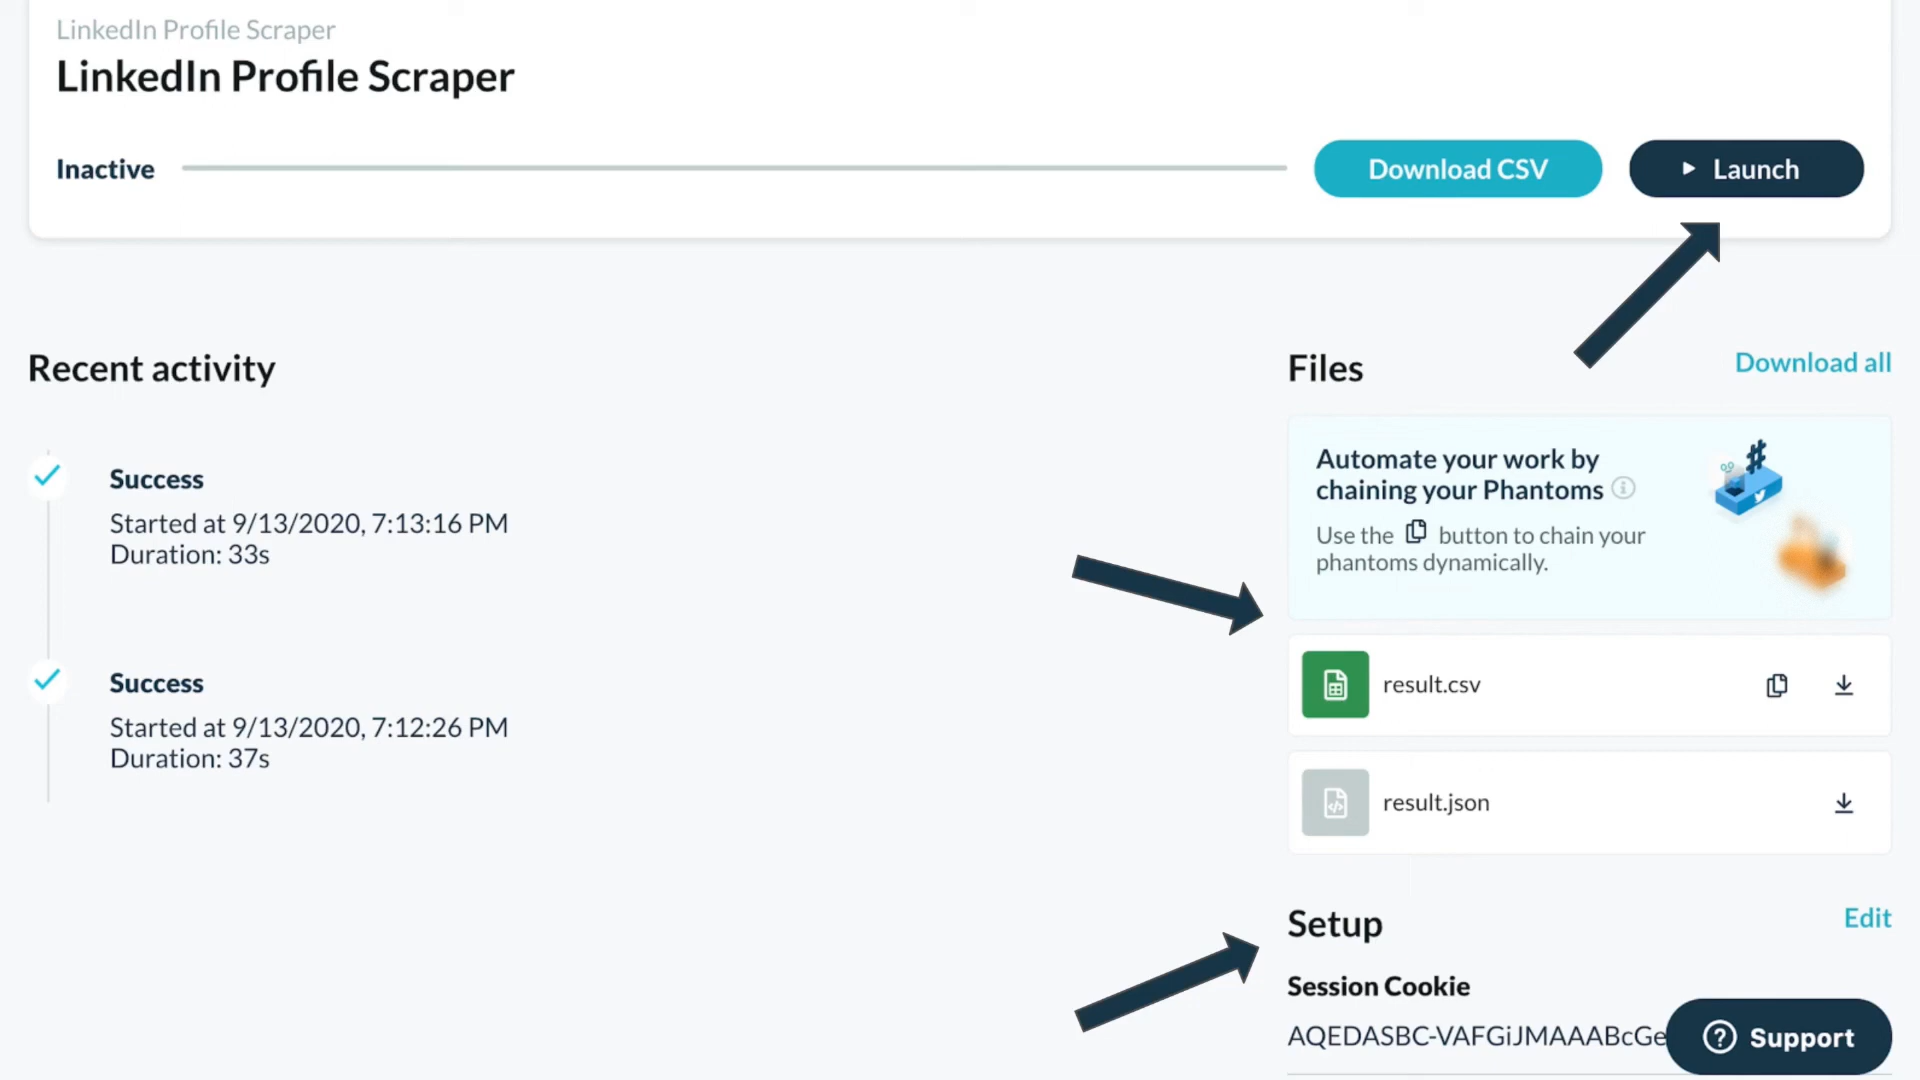 LinkedIn Profile Scraper
LinkedIn Profile Scraper
Inactive
Download CSV
Launch
Recent activity
Success
Started at 9/13/2020, 7:13:16 PM
Duration: 33s
Success
Started at 9/13/2020, 7:12:26 PM
Duration: 37s
Files
Download all
Automate your work by
chaining your Phantoms
Use the button to chain your
phantoms dynamically.
result.csv
result.json
Setup
Edit
Session Cookie
AQEDASBC-VAFGiJMAAABcGe
Support